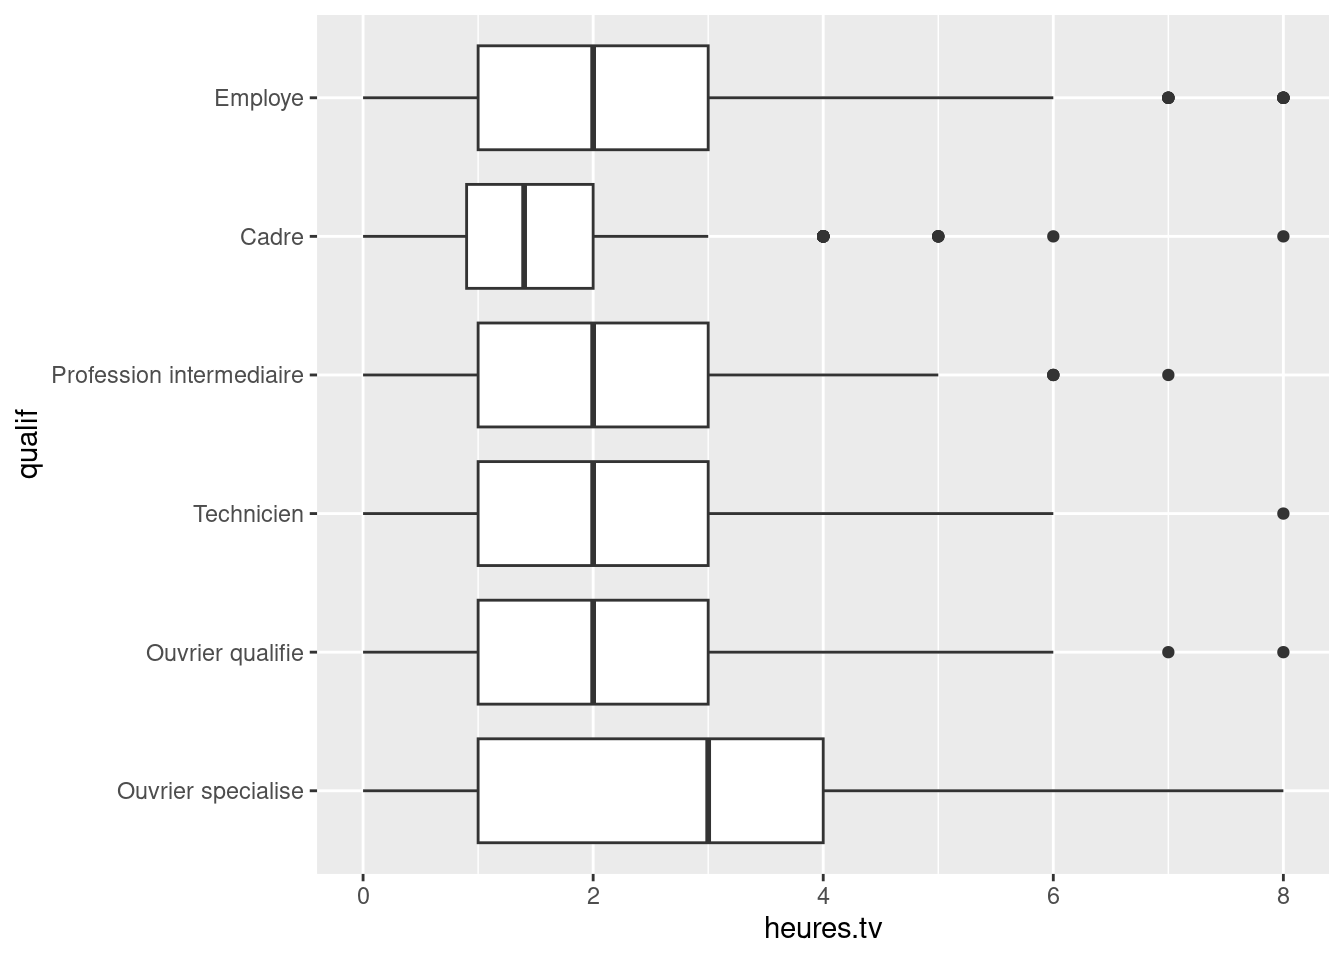 Employe
Cadre
Profession intermediaire
Technicien
Ouvrier qualifie
Ouvrier specialise
qualif
0 2 4 6 8
heures.tv